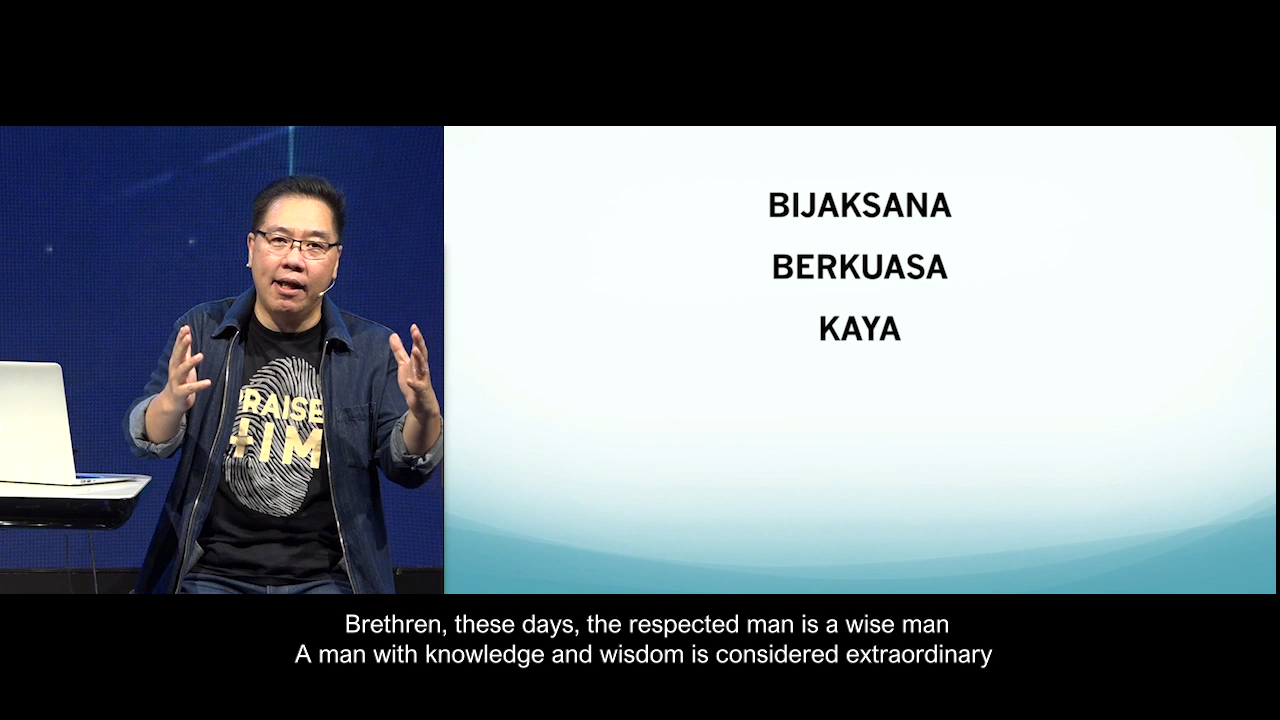 RAISE
HIM
BIJAKSANA
BERKUASA
KAYA
Brethren, these days, the respected man is a wise man
A man with knowledge and wisdom is considered extraordinary